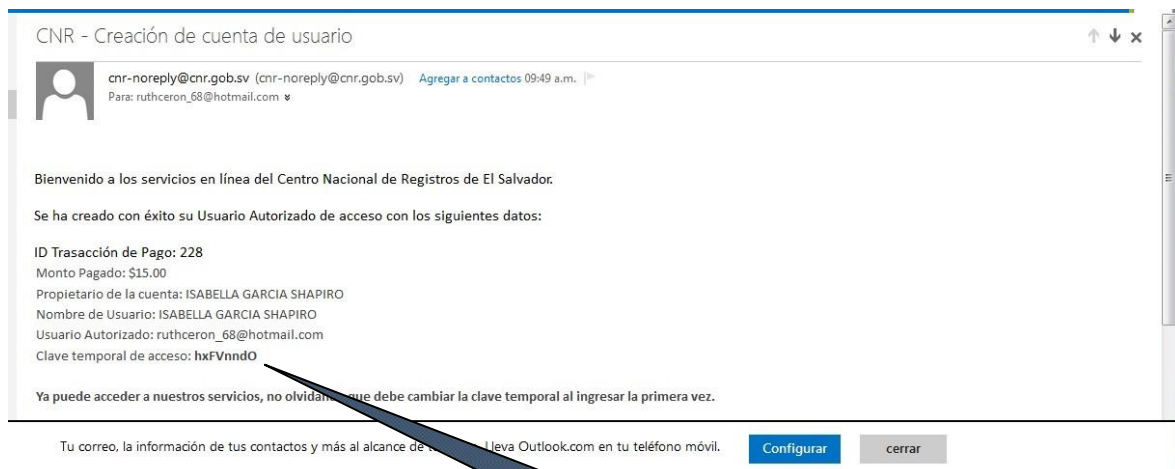 CNR - Creación de cuenta de usuario
cnr-noreply@cnr.gob.sv (cnr-noreply@cnr.gob.sv) Agregar a contactos 09:49 a.m.
Para: ruthceron_68@hotmail.com
Bienvenido a los servicios en línea del Centro Nacional de Registros de El Salvador.
Se ha creado con éxito su Usuario Autorizado de acceso con los siguientes datos:
ID Trasacción de Pago: 228
Monto Pagado: $15.00
Propietario de la cuenta: ISABELLA GARCIA SHAPIRO
Nombre de Usuario: ISABELLA GARCIA SHAPIRO
Usuario Autorizado: ruthceron_68@hotmail.com
Clave temporal de acceso: hxFVnndO
Ya puede acceder a nuestros servicios, no olvidando que debe cambiar la clave temporal al ingresar la primera vez.
Tu correo, la información de tus contactos y más al alcance de Lleva Outlook.com en tu teléfono móvil. Configurar cerrar